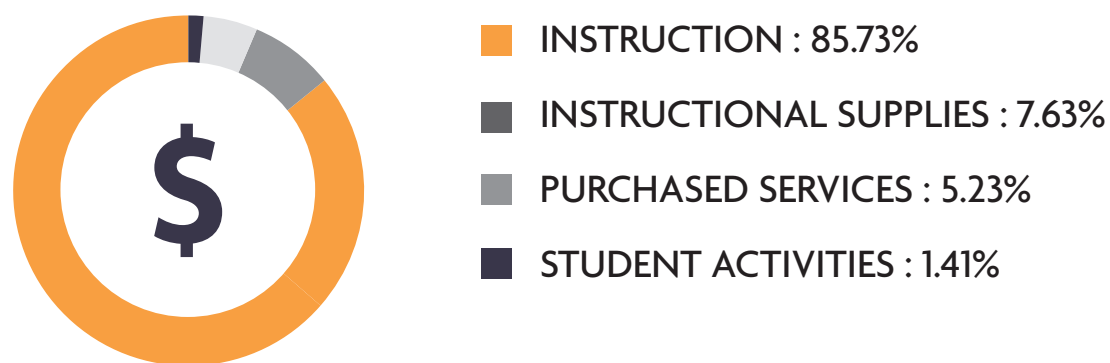 $
INSTRUCTION : 85.73%
INSTRUCTIONAL SUPPLIES : 7.63%
PURCHASED SERVICES : 5.23%
STUDENT ACTIVITIES : 1.41%